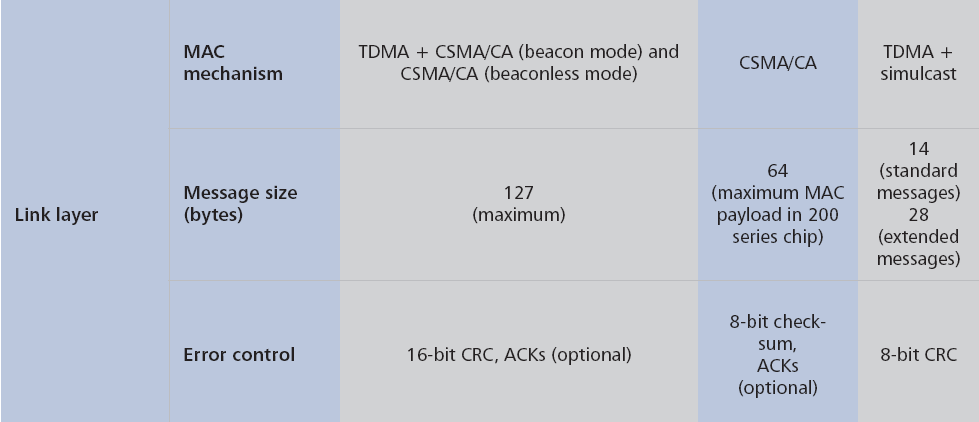 MAC
mechanism
TDMA + CSMA/CA (beacon mode) and
CSMA/CA (beaconless mode)
CSMA/CA
TDMA +
simulcast
Link layer
Message size
(bytes)
127
(maximum)
64
(maximum MAC
payload in 200
series chip)
14
(standard
messages)
28
(extended
messages)
Error control
16-bit CRC, ACKs (optional)
8-bit check-
sum,
ACKs
(optional)
8-bit CRC